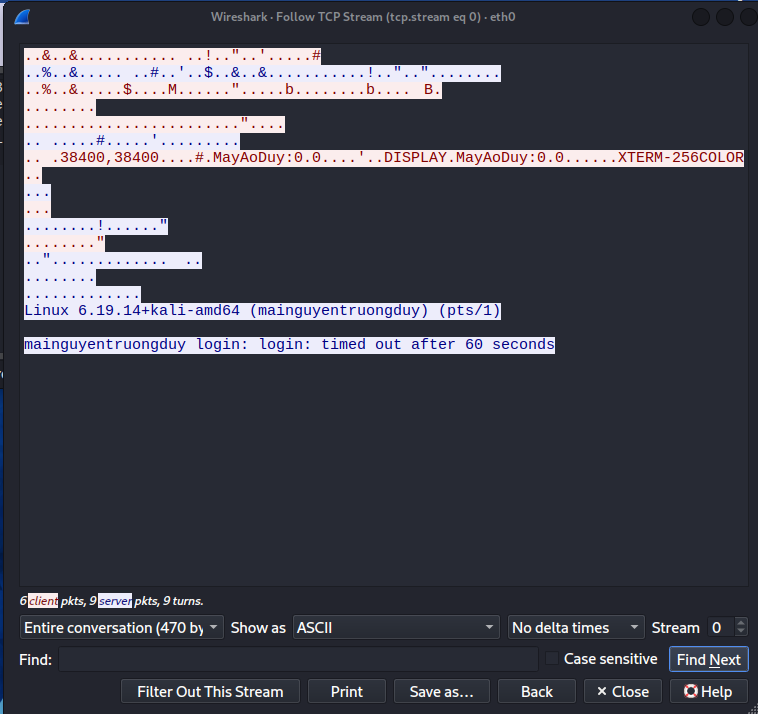 Wireshark · Follow TCP Stream (tcp.stream eq 0) · eth0
..&..&........... ..!.."..'.....#
..%..&..... ..#..'..$..&..&...........!.."..".......
..%..&.....$....M......".....b........b.... B.
........
........................"....
.. .....#.....'.........
.. .38400,38400....#.MayAoDuy:0.0....'..DISPLAY.MayAoDuy:0.0......XTERM-256COLOR
..
...
...
........!......"
........"
.."............. ..
........
.............
Linux 6.19.14+kali-amd64 (mainguyentruongduy) (pts/1)
mainguyentruongduy login: login: timed out after 60 seconds
6 client pkts, 9 server pkts, 9 turns.
Entire conversation (470 by Show as ASCII No delta times Stream 0
Find: Case sensitive Find Next
Filter Out This Stream Print Save as… Back × Close Help